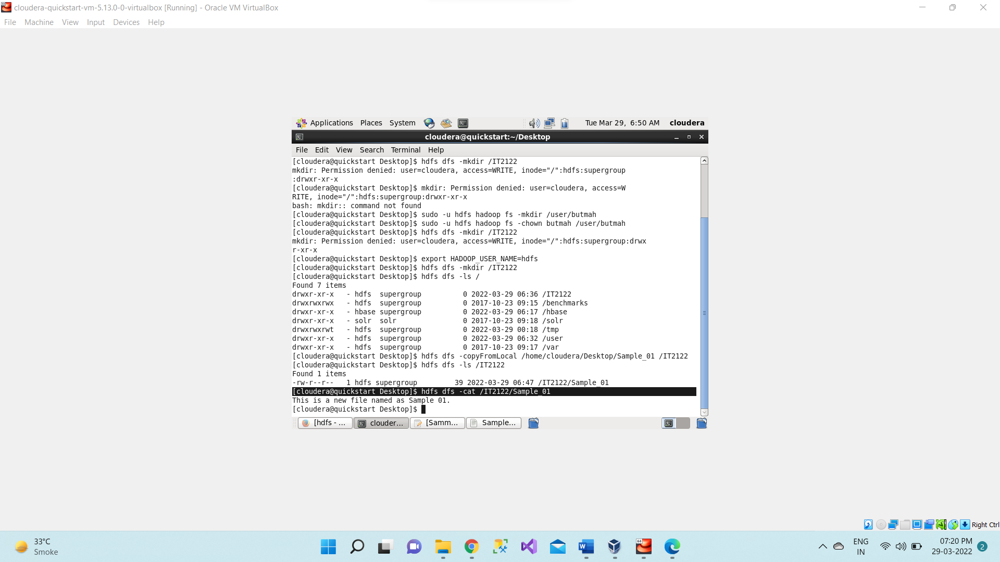 cloudera-quickstart-vm-5.13.0-0-virtualbox [Running] - Oracle VM VirtualBox
File Machine View Input Devices Help
Applications Places System Tue Mar 29, 6:50 AM cloudera
cloudera@quickstart:~/Desktop
File Edit View Search Terminal Help
[cloudera@quickstart Desktop]$ hdfs dfs -mkdir /IT2122
mkdir: Permission denied: user=cloudera, access=WRITE, inode="/":hdfs:supergroup
:drwxr-xr-x
[cloudera@quickstart Desktop]$ mkdir: Permission denied: user=cloudera, access=W
RITE, inode="/":hdfs:supergroup:drwxr-xr-x
bash: mkdir:: command not found
[cloudera@quickstart Desktop]$ sudo -u hdfs hadoop fs -mkdir /user/butmah
[cloudera@quickstart Desktop]$ sudo -u hdfs hadoop fs -chown butmah /user/butmah
[cloudera@quickstart Desktop]$ hdfs dfs -mkdir /IT2122
mkdir: Permission denied: user=cloudera, access=WRITE, inode="/":hdfs:supergroup:drwx
r-xr-x
[cloudera@quickstart Desktop]$ export HADOOP_USER_NAME=hdfs
[cloudera@quickstart Desktop]$ hdfs dfs -mkdir /IT2122
[cloudera@quickstart Desktop]$ hdfs dfs -ls /
Found 7 items
drwxr-xr-x   - hdfs  supergroup          0 2022-03-29 06:36 /IT2122
drwxrwxrwx   - hdfs  supergroup          0 2017-10-23 09:15 /benchmarks
drwxr-xr-x   - hbase supergroup          0 2022-03-29 06:17 /hbase
drwxr-xr-x   - solr  solr                0 2017-10-23 09:18 /solr
drwxrwxrwt   - hdfs  supergroup          0 2022-03-29 00:18 /tmp
drwxr-xr-x   - hdfs  supergroup          0 2022-03-29 06:32 /user
drwxr-xr-x   - hdfs  supergroup          0 2017-10-23 09:17 /var
[cloudera@quickstart Desktop]$ hdfs dfs -copyFromLocal /home/cloudera/Desktop/Sample_01 /IT2122
[cloudera@quickstart Desktop]$ hdfs dfs -ls /IT2122
Found 1 items
-rw-r--r--   1 hdfs supergroup         39 2022-03-29 06:47 /IT2122/Sample_01
[cloudera@quickstart Desktop]$ hdfs dfs -cat /IT2122/Sample_01
This is a new file named as Sample 01.
[cloudera@quickstart Desktop]$
[hdfs - ... clouder... [Samm... Sample...
Right Ctrl
33°C
Smoke
ENG
IN
07:20 PM
29-03-2022
2